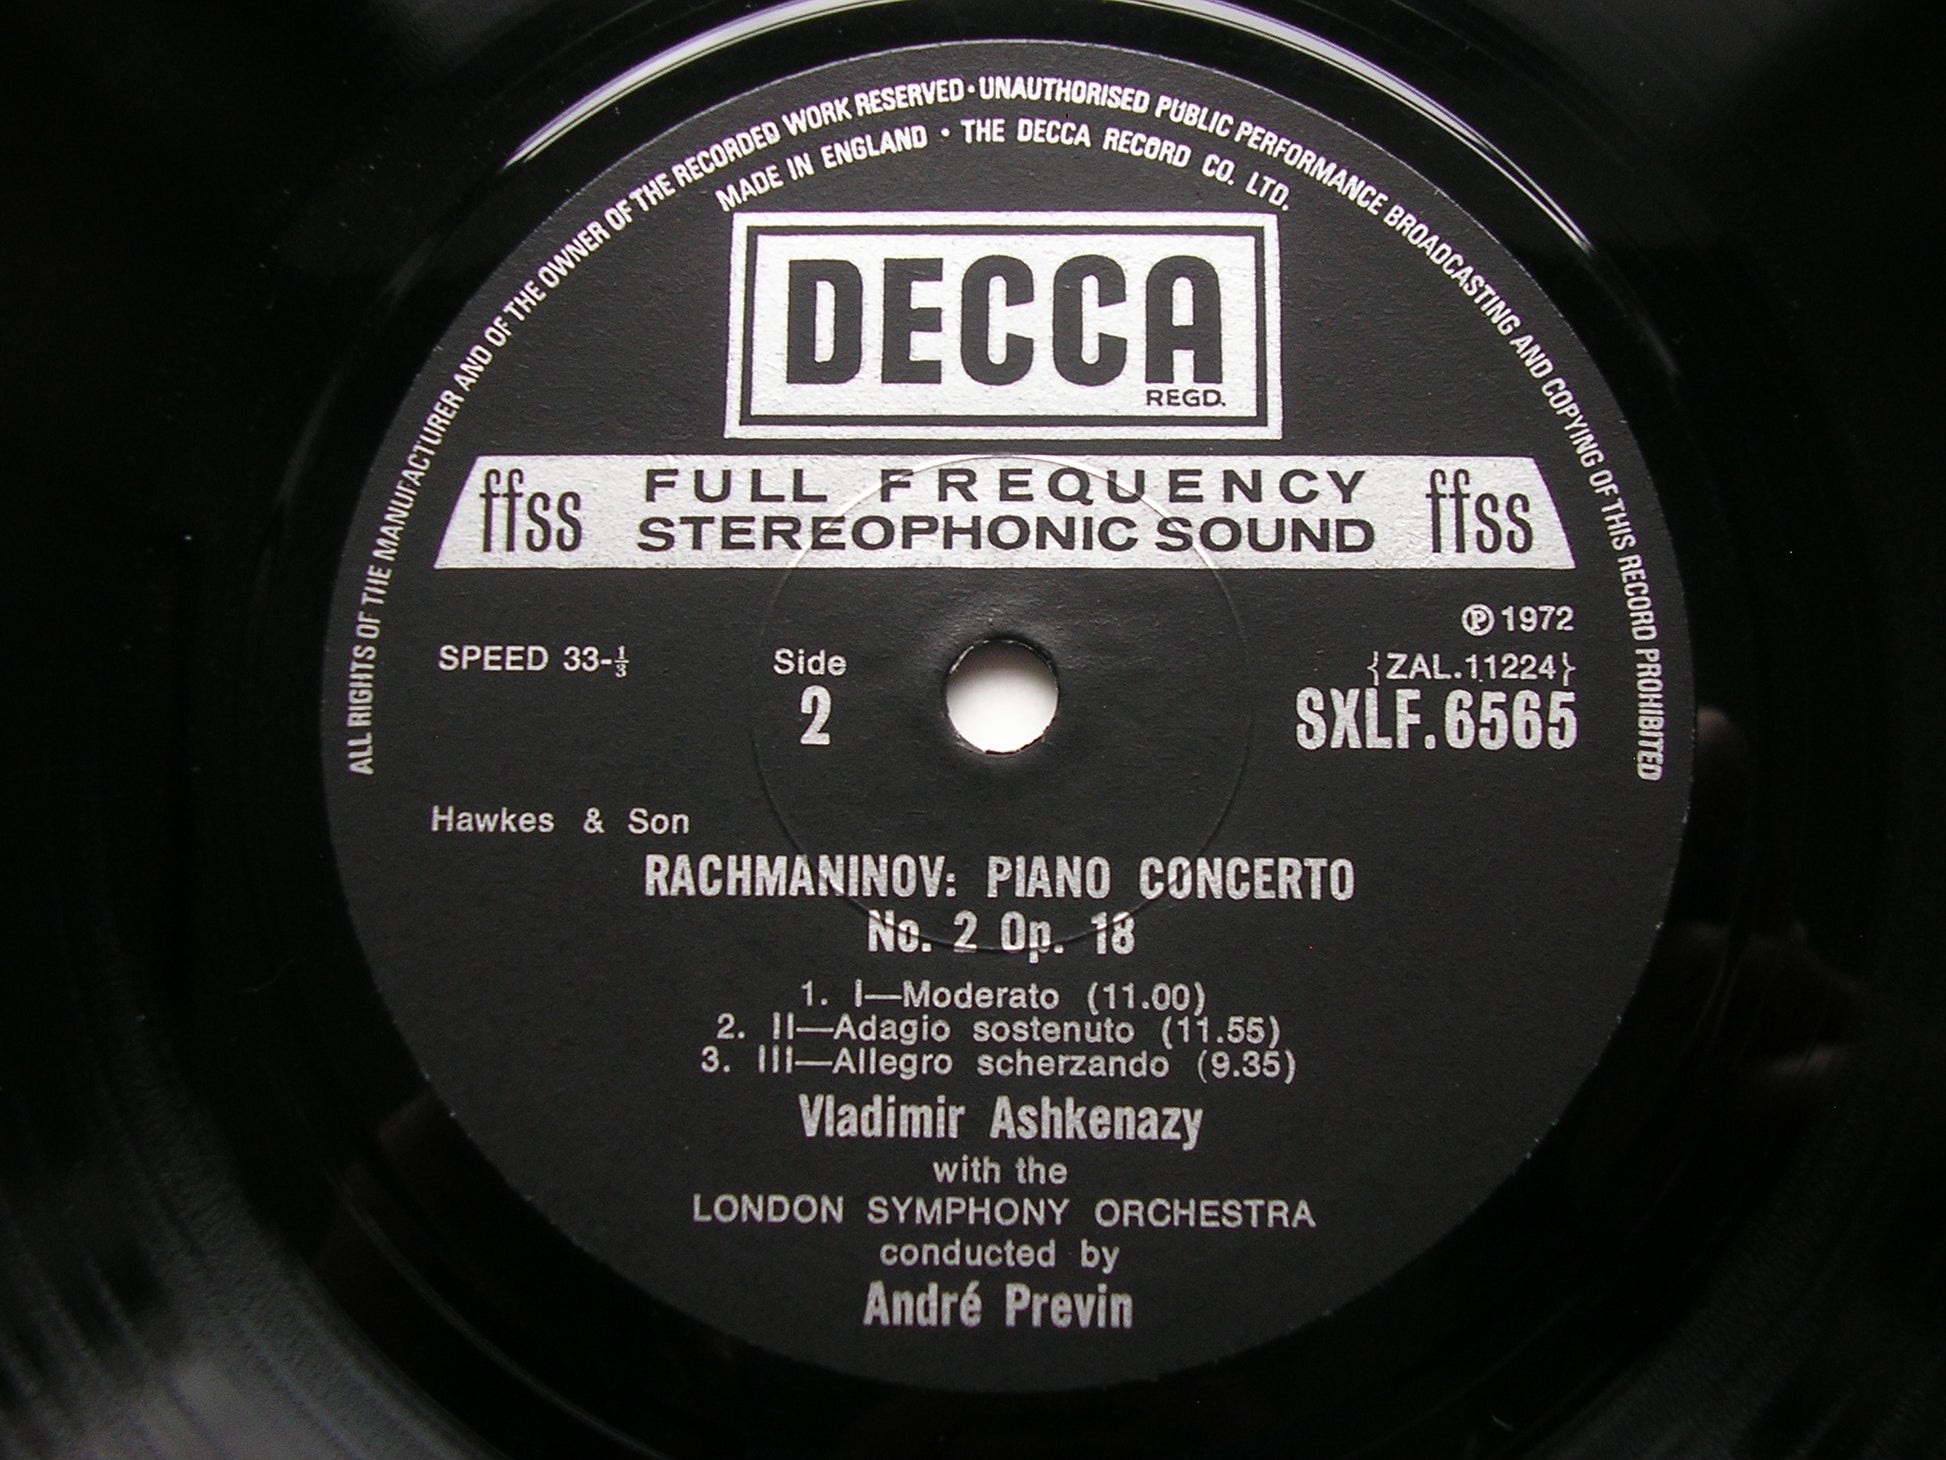 ALL RIGHTS OF THE MANUFACTURER AND OF THE OWNER OF THE RECORDED WORK RESERVED · UNAUTHORISED PUBLIC PERFORMANCE BROADCASTING AND COPYING OF THIS RECORD PROHIBITED
MADE IN ENGLAND · THE DECCA RECORD CO. LTD.
DECCA
REGD.
ffss FULL FREQUENCY STEREOPHONIC SOUND ffss
℗ 1972
SPEED 33-⅓
Side
2
{ZAL.11224}
SXLF.6565
Hawkes & Son
RACHMANINOV: PIANO CONCERTO
No. 2 Op. 18
1. I—Moderato (11.00)
2. II—Adagio sostenuto (11.55)
3. III—Allegro scherzando (9.35)
Vladimir Ashkenazy
with the
LONDON SYMPHONY ORCHESTRA
conducted by
André Previn